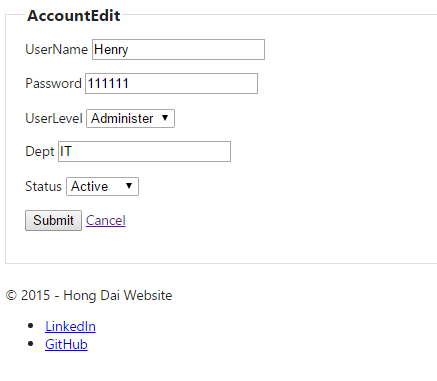 AccountEdit
UserName Henry
Password 111111
UserLevel Administer
Dept IT
Status Active
Submit Cancel
© 2015 - Hong Dai Website
LinkedIn
GitHub